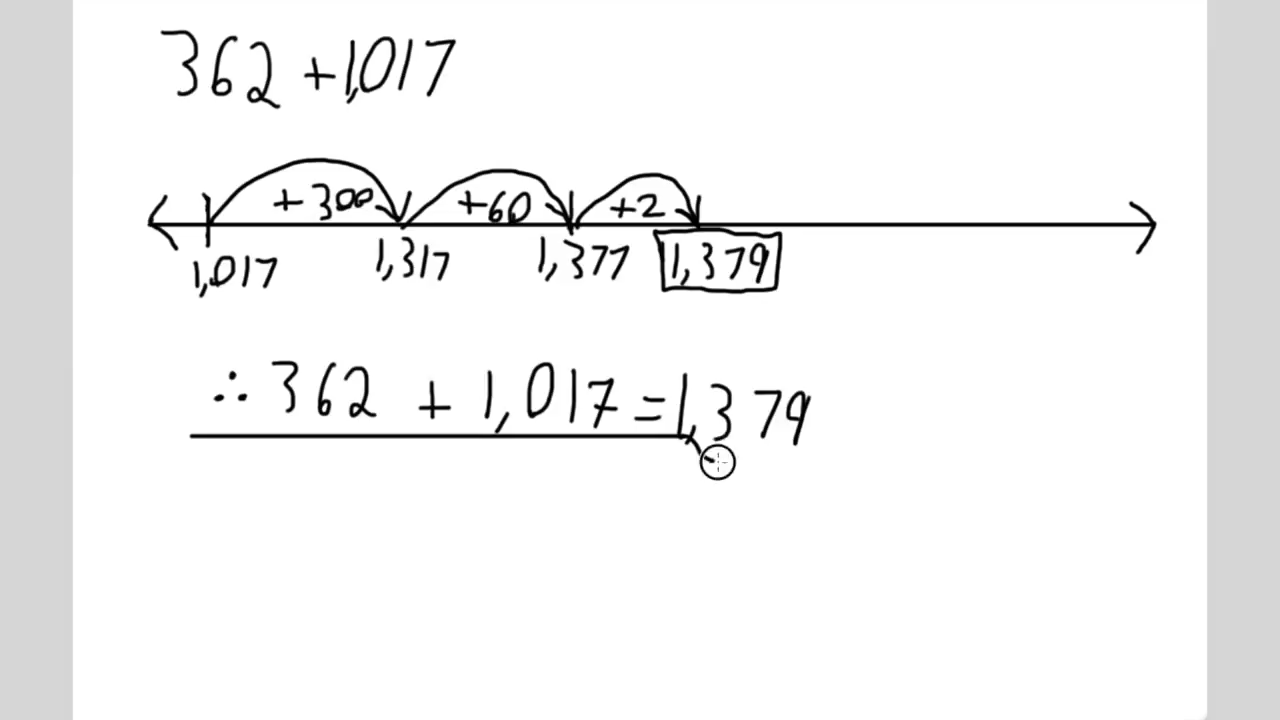 362 +1,017
+300 +60 +2
1,017 1,317 1,377 1,379
∴ 362 + 1,017 = 1,379